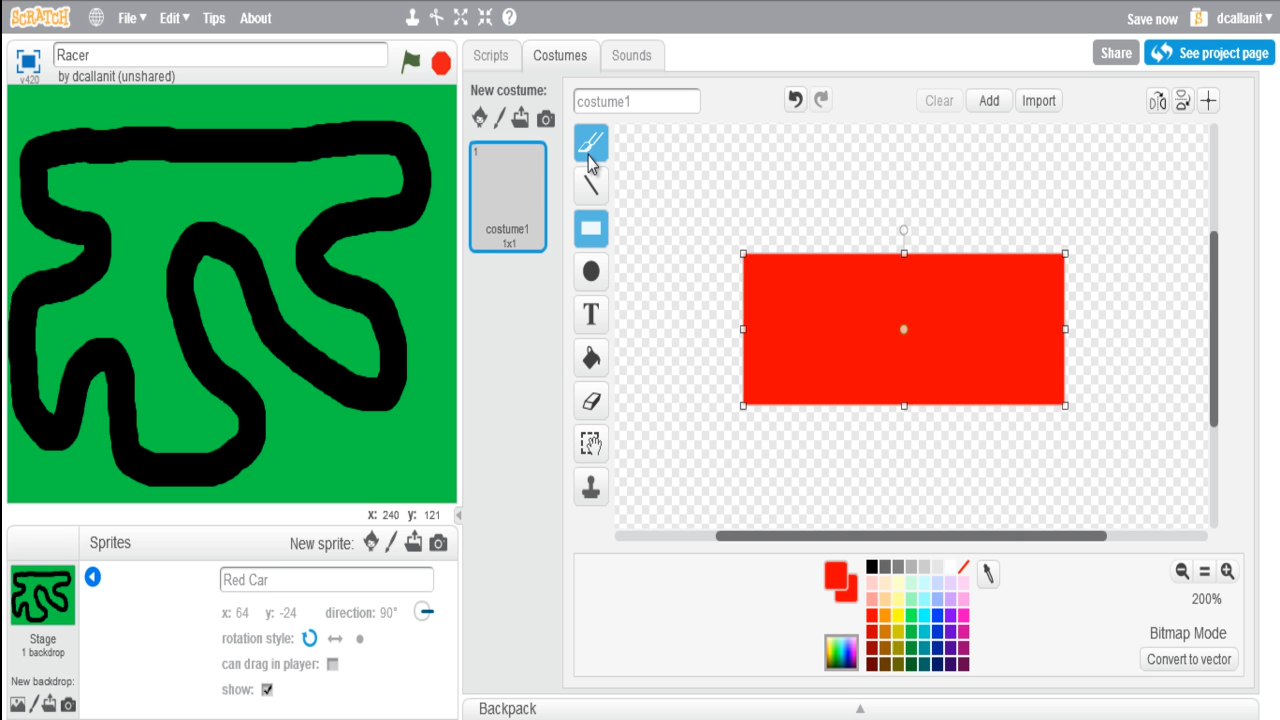 SCRATCH File Edit Tips About Save now dcallanit
Racer Scripts Costumes Sounds Share See project page
v420 by dcallanit (unshared)
New costume: costume1 Clear Add Import
1
costume1
1x1
T
x: 240 y: 121
Sprites New sprite:
Red Car
x: 64 y: -24 direction: 90°
Stage
1 backdrop
rotation style:
can drag in player:
New backdrop:
show:
200%
Bitmap Mode
Convert to vector
Backpack